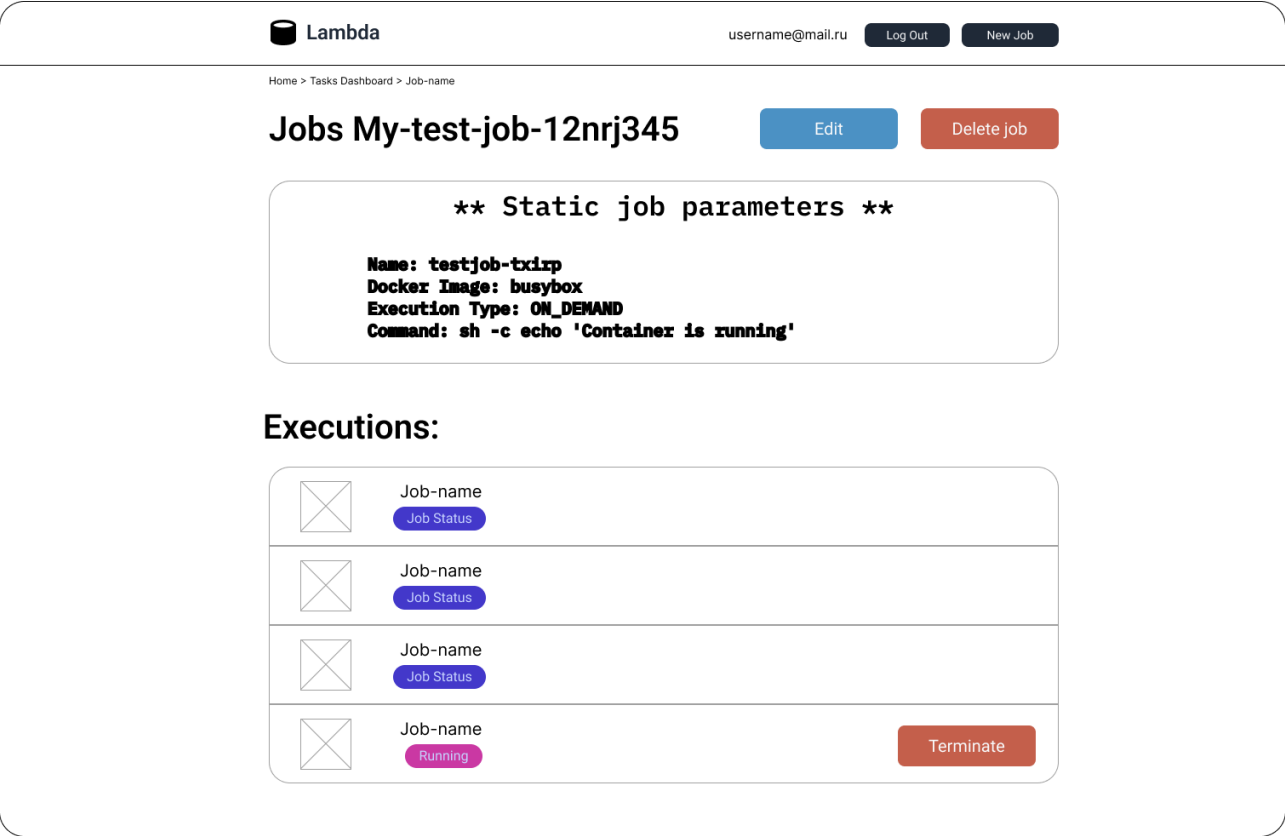 Lambda
username@mail.ru
Log Out
New Job
Home > Tasks Dashboard > Job-name
Jobs My-test-job-12nrj345
Edit
Delete job
** Static job parameters **
Name: testjob-txirp
Docker Image: busybox
Execution Type: ON_DEMAND
Command: sh -c echo 'Container is running'
Executions:
Job-name
Job Status
Job-name
Job Status
Job-name
Job Status
Job-name
Running
Terminate